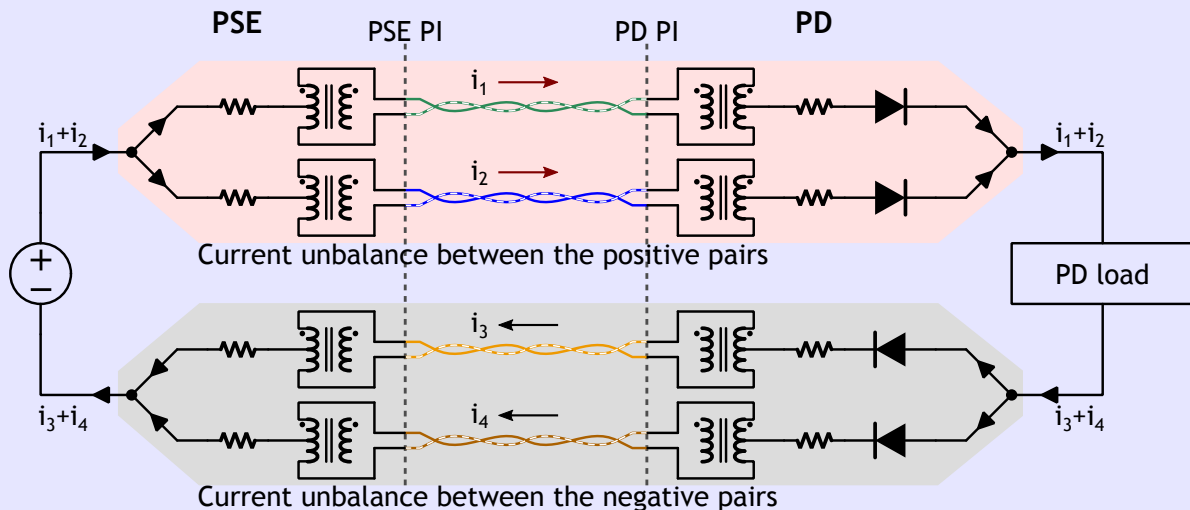 PSE
PSE PI
PD PI
PD
i₁
i₁+i₂
i₁+i₂
i₂
Current unbalance between the positive pairs
+
−
PD load
i₃
i₃+i₄
i₄
i₃+i₄
Current unbalance between the negative pairs